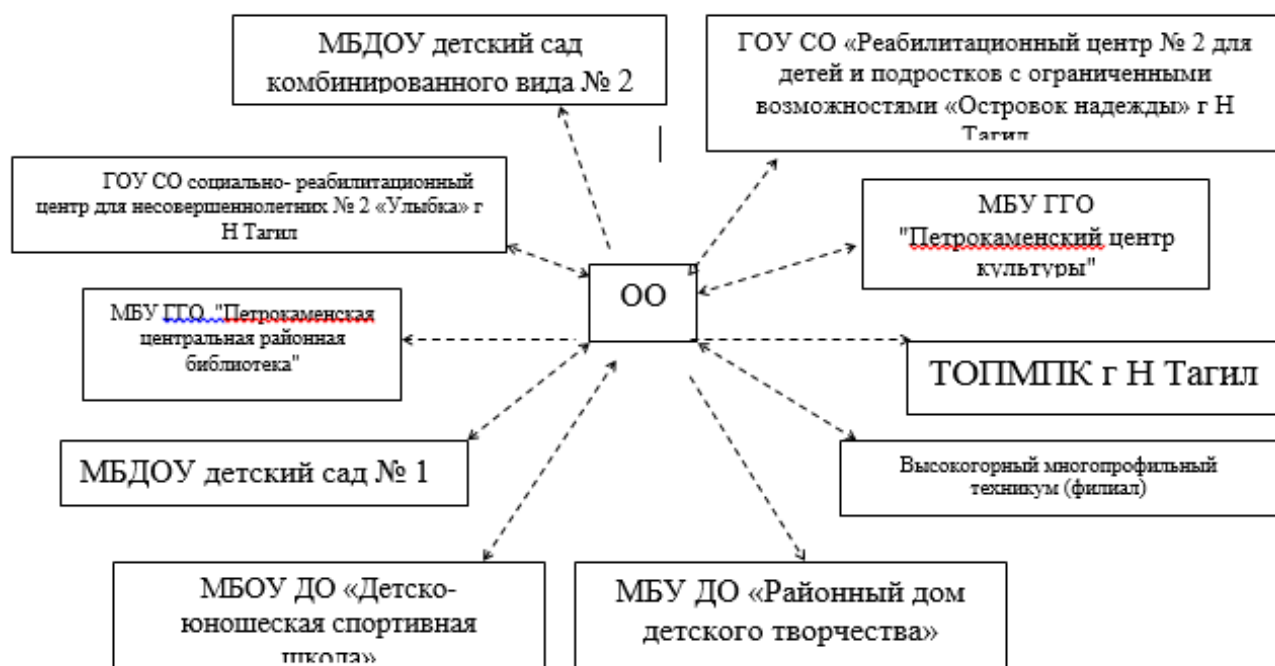 МБДОУ детский сад
комбинированного вида № 2
ГОУ СО «Реабилитационный центр № 2 для
детей и подростков с ограниченными
возможностями «Островок надежды» г Н
Тагил
ГОУ СО социально- реабилитационный
центр для несовершеннолетних № 2 «Улыбка» г
Н Тагил
МБУ ГГО
"Петрокаменский центр
культуры"
ОО
МБУ ГГО "Петрокаменская
центральная районная
библиотека"
ТОПМПК г Н Тагил
МБДОУ детский сад № 1
Высокогорный многопрофильный
техникум (филиал)
МБОУ ДО «Детско-
юношеская спортивная
школа»
МБУ ДО «Районный дом
детского творчества»